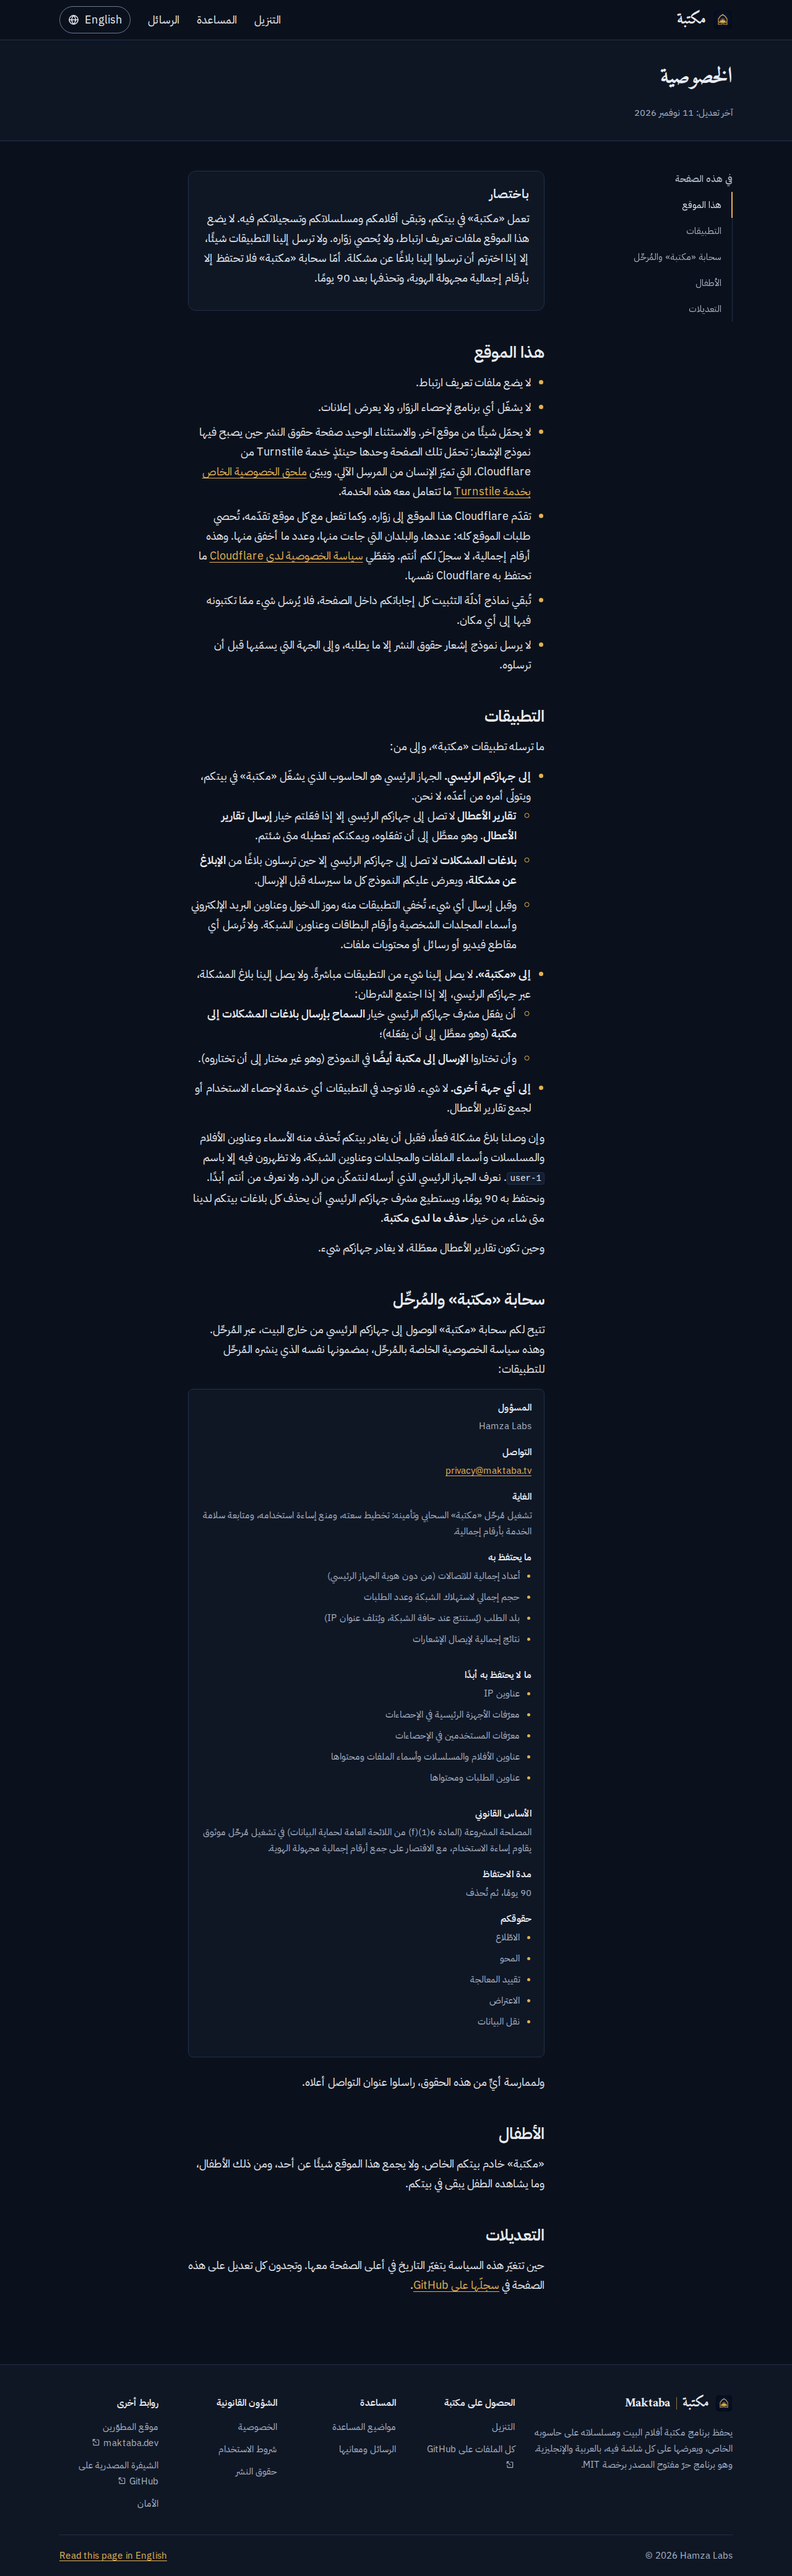 مكتبة
التنزيل
المساعدة
الرسائل
English
الخصوصية
آخر تعديل: 11 نوفمبر 2026
في هذه الصفحة
هذا الموقع
التطبيقات
سحابة «مكتبة» والمُرحِّل
الأطفال
التعديلات
باختصار
تعمل «مكتبة» في بيتكم، وتبقى أفلامكم ومسلسلاتكم وتسجيلاتكم فيه. لا يضع
هذا الموقع ملفات تعريف ارتباط، ولا يُحصي زوّاره. ولا ترسل إلينا التطبيقات شيئًا،
إلا إذا اخترتم أن ترسلوا إلينا بلاغًا عن مشكلة. أمّا سحابة «مكتبة» فلا تحتفظ إلا
بأرقام إجمالية مجهولة الهوية، وتحذفها بعد 90 يومًا.
هذا الموقع
لا يضع ملفات تعريف ارتباط.
لا يشغّل أي برنامج لإحصاء الزوّار، ولا يعرض إعلانات.
لا يحمّل شيئًا من موقع آخر. والاستثناء الوحيد صفحة حقوق النشر حين يصبح فيها
نموذج الإشعار: تحمّل تلك الصفحة وحدها حينئذٍ خدمة Turnstile من
Cloudflare، التي تميّز الإنسان من المرسِل الآلي. ويبيّن ملحق الخصوصية الخاص
بخدمة Turnstile ما تتعامل معه هذه الخدمة.
تقدّم Cloudflare هذا الموقع إلى زوّاره. وكما تفعل مع كل موقع تقدّمه، تُحصي
طلبات الموقع كله: عددها، والبلدان التي جاءت منها، وعدد ما أخفق منها. وهذه
أرقام إجمالية، لا سجلّ لكم أنتم. وتغطّي سياسة الخصوصية لدى Cloudflare ما
تحتفظ به Cloudflare نفسها.
تُبقي نماذج أدلّة التثبيت كل إجاباتكم داخل الصفحة، فلا يُرسَل شيء ممّا تكتبونه
فيها إلى أي مكان.
لا يرسل نموذج إشعار حقوق النشر إلا ما يطلبه، وإلى الجهة التي يسمّيها قبل أن
ترسلوه.
التطبيقات
ما ترسله تطبيقات «مكتبة»، وإلى من:
إلى جهازكم الرئيسي. الجهاز الرئيسي هو الحاسوب الذي يشغّل «مكتبة» في بيتكم،
ويتولّى أمره من أعدّه، لا نحن.
تقارير الأعطال لا تصل إلى جهازكم الرئيسي إلا إذا فعّلتم خيار إرسال تقارير
الأعطال. وهو معطَّل إلى أن تفعّلوه، ويمكنكم تعطيله متى شئتم.
بلاغات المشكلات لا تصل إلى جهازكم الرئيسي إلا حين ترسلون بلاغًا من الإبلاغ
عن مشكلة، ويعرض عليكم النموذج كل ما سيرسله قبل الإرسال.
وقبل إرسال أي شيء، تُخفي التطبيقات منه رموز الدخول وعناوين البريد الإلكتروني
وأسماء المجلدات الشخصية وأرقام البطاقات وعناوين الشبكة. ولا تُرسَل أي
مقاطع فيديو أو رسائل أو محتويات ملفات.
إلى «مكتبة». لا يصل إلينا شيء من التطبيقات مباشرةً. ولا يصل إلينا بلاغ المشكلة،
عبر جهازكم الرئيسي، إلا إذا اجتمع الشرطان:
أن يفعّل مشرف جهازكم الرئيسي خيار السماح بإرسال بلاغات المشكلات إلى
مكتبة (وهو معطَّل إلى أن يفعّله)؛
وأن تختاروا الإرسال إلى مكتبة أيضًا في النموذج (وهو غير مختار إلى أن تختاروه).
إلى أي جهة أخرى. لا شيء. فلا توجد في التطبيقات أي خدمة لإحصاء الاستخدام أو
لجمع تقارير الأعطال.
وإن وصلنا بلاغ مشكلة فعلًا، فقبل أن يغادر بيتكم تُحذف منه الأسماء وعناوين الأفلام
والمسلسلات وأسماء الملفات والمجلدات وعناوين الشبكة، ولا تظهرون فيه إلا باسم
user-1. نعرف الجهاز الرئيسي الذي أرسله لنتمكّن من الرد، ولا نعرف من أنتم أبدًا.
ونحتفظ به 90 يومًا، ويستطيع مشرف جهازكم الرئيسي أن يحذف كل بلاغات بيتكم لدينا
متى شاء، من خيار حذف ما لدى مكتبة.
وحين تكون تقارير الأعطال معطّلة، لا يغادر جهازكم شيء.
سحابة «مكتبة» والمُرحِّل
تتيح لكم سحابة «مكتبة» الوصول إلى جهازكم الرئيسي من خارج البيت، عبر المُرحِّل.
وهذه سياسة الخصوصية الخاصة بالمُرحِّل، بمضمونها نفسه الذي ينشره المُرحِّل
للتطبيقات:
المسؤول
Hamza Labs
التواصل
privacy@maktaba.tv
الغاية
تشغيل مُرحِّل «مكتبة» السحابي وتأمينه: تخطيط سعته، ومنع إساءة استخدامه، ومتابعة سلامة
الخدمة بأرقام إجمالية.
ما يحتفظ به
أعداد إجمالية للاتصالات (من دون هوية الجهاز الرئيسي)
حجم إجمالي لاستهلاك الشبكة وعدد الطلبات
بلد الطلب (يُستنتج عند حافة الشبكة، ويُتلف عنوان IP)
نتائج إجمالية لإيصال الإشعارات
ما لا يحتفظ به أبدًا
عناوين IP
معرّفات الأجهزة الرئيسية في الإحصاءات
معرّفات المستخدمين في الإحصاءات
عناوين الأفلام والمسلسلات وأسماء الملفات ومحتواها
عناوين الطلبات ومحتواها
الأساس القانوني
المصلحة المشروعة (المادة 6(1)(f) من اللائحة العامة لحماية البيانات) في تشغيل مُرحِّل موثوق
يقاوم إساءة الاستخدام، مع الاقتصار على جمع أرقام إجمالية مجهولة الهوية.
مدة الاحتفاظ
90 يومًا، ثم تُحذف
حقوقكم
الاطّلاع
المحو
تقييد المعالجة
الاعتراض
نقل البيانات
ولممارسة أيٍّ من هذه الحقوق، راسلوا عنوان التواصل أعلاه.
الأطفال
«مكتبة» خادم بيتكم الخاص. ولا يجمع هذا الموقع شيئًا عن أحد، ومن ذلك الأطفال،
وما يشاهده الطفل يبقى في بيتكم.
التعديلات
حين تتغيّر هذه السياسة يتغيّر التاريخ في أعلى الصفحة معها. وتجدون كل تعديل على هذه
الصفحة في سجلّها على GitHub.
مكتبة | Maktaba
يحفظ برنامج مكتبة أفلام البيت ومسلسلاته على حاسوبه
الخاص، ويعرضها على كل شاشة فيه، بالعربية والإنجليزية.
وهو برنامج حرّ مفتوح المصدر برخصة MIT.
الحصول على مكتبة
التنزيل
كل الملفات على GitHub
المساعدة
مواضيع المساعدة
الرسائل ومعانيها
الشؤون القانونية
الخصوصية
شروط الاستخدام
حقوق النشر
روابط أخرى
موقع المطوّرين
maktaba.dev
الشيفرة المصدرية على
GitHub
الأمان
© 2026 Hamza Labs
Read this page in English